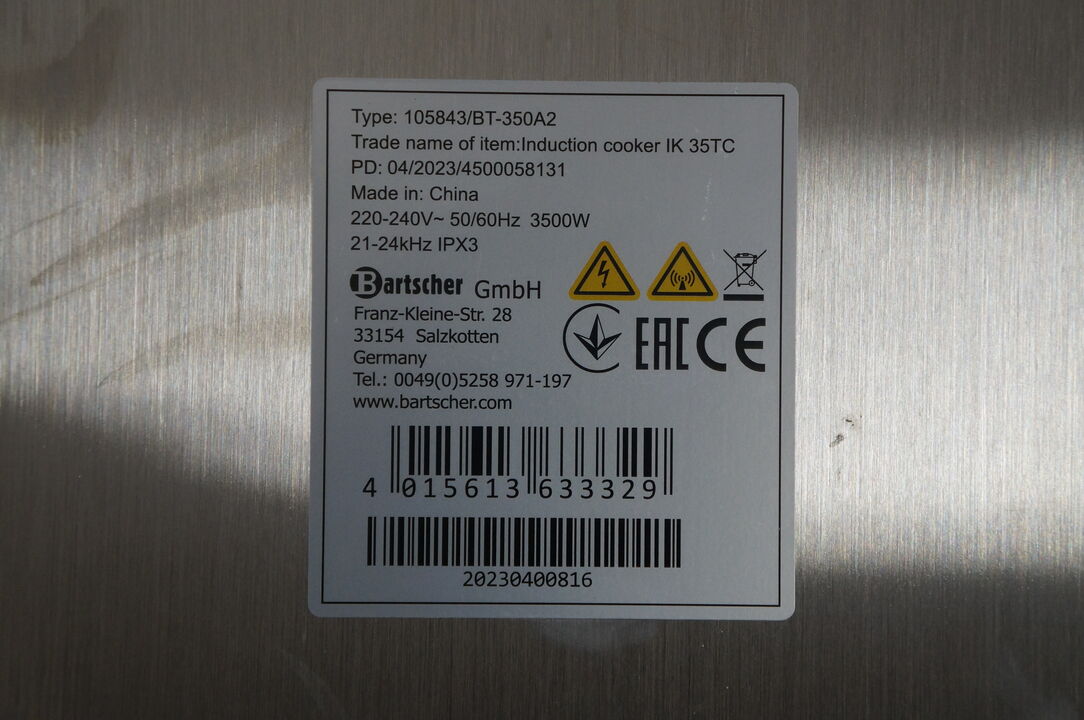 Type: 105843/BT-350A2
Trade name of item:Induction cooker IK 35TC
PD: 04/2023/4500058131
Made in: China
220-240V~ 50/60Hz 3500W
21-24kHz IPX3
Bartscher GmbH
Franz-Kleine-Str. 28
33154 Salzkotten
Germany
Tel.: 0049(0)5258 971-197
www.bartscher.com
EAC CE
4 015613 633329
20230400816